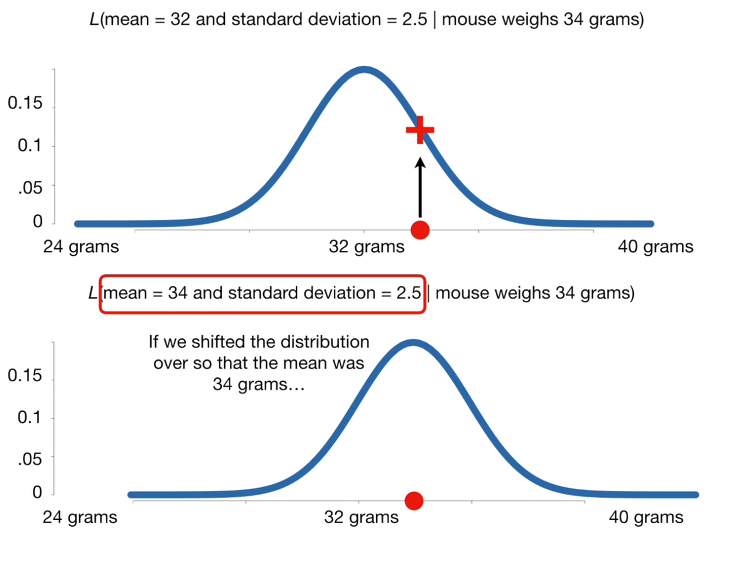 L(mean = 32 and standard deviation = 2.5 | mouse weighs 34 grams)
0.15
0.1
.05
0
24 grams 32 grams 40 grams
L(mean = 34 and standard deviation = 2.5 | mouse weighs 34 grams)
If we shifted the distribution
over so that the mean was
34 grams…
0.15
0.1
.05
0
24 grams 32 grams 40 grams